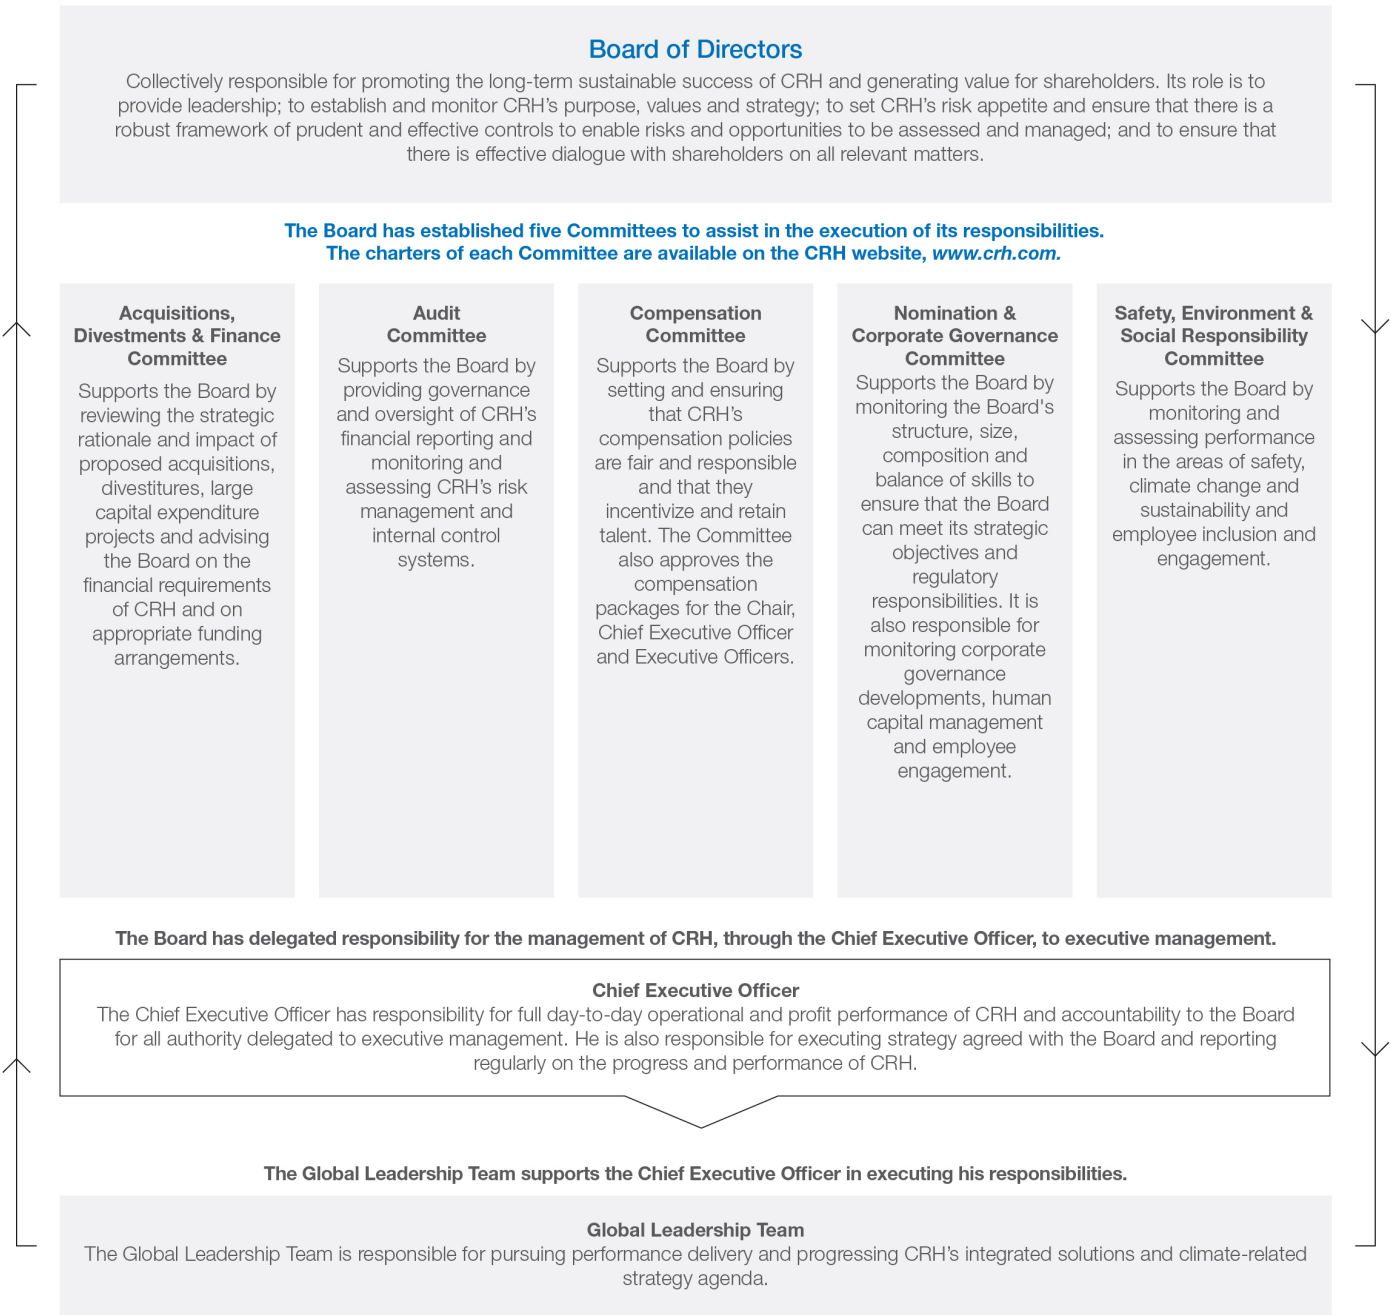 Board of Directors
Collectively responsible for promoting the long-term sustainable success of CRH and generating value for shareholders. Its role is to
provide leadership; to establish and monitor CRH’s purpose, values and strategy; to set CRH’s risk appetite and ensure that there is a
robust framework of prudent and effective controls to enable risks and opportunities to be assessed and managed; and to ensure that
there is effective dialogue with shareholders on all relevant matters.
The Board has established five Committees to assist in the execution of its responsibilities.
The charters of each Committee are available on the CRH website, www.crh.com.
Acquisitions,
Divestments & Finance
Committee
Supports the Board by
reviewing the strategic
rationale and impact of
proposed acquisitions,
divestitures, large
capital expenditure
projects and advising
the Board on the
financial requirements
of CRH and on
appropriate funding
arrangements.
Audit
Committee
Supports the Board by
providing governance
and oversight of CRH’s
financial reporting and
monitoring and
assessing CRH’s risk
management and
internal control
systems.
Compensation
Committee
Supports the Board by
setting and ensuring
that CRH’s
compensation policies
are fair and responsible
and that they
incentivize and retain
talent. The Committee
also approves the
compensation
packages for the Chair,
Chief Executive Officer
and Executive Officers.
Nomination &
Corporate Governance
Committee
Supports the Board by
monitoring the Board's
structure, size,
composition and
balance of skills to
ensure that the Board
can meet its strategic
objectives and
regulatory
responsibilities. It is
also responsible for
monitoring corporate
governance
developments, human
capital management
and employee
engagement.
Safety, Environment &
Social Responsibility
Committee
Supports the Board by
monitoring and
assessing performance
in the areas of safety,
climate change and
sustainability and
employee inclusion and
engagement.
The Board has delegated responsibility for the management of CRH, through the Chief Executive Officer, to executive management.
Chief Executive Officer
The Chief Executive Officer has responsibility for full day-to-day operational and profit performance of CRH and accountability to the Board
for all authority delegated to executive management. He is also responsible for executing strategy agreed with the Board and reporting
regularly on the progress and performance of CRH.
The Global Leadership Team supports the Chief Executive Officer in executing his responsibilities.
Global Leadership Team
The Global Leadership Team is responsible for pursuing performance delivery and progressing CRH’s integrated solutions and climate-related
strategy agenda.